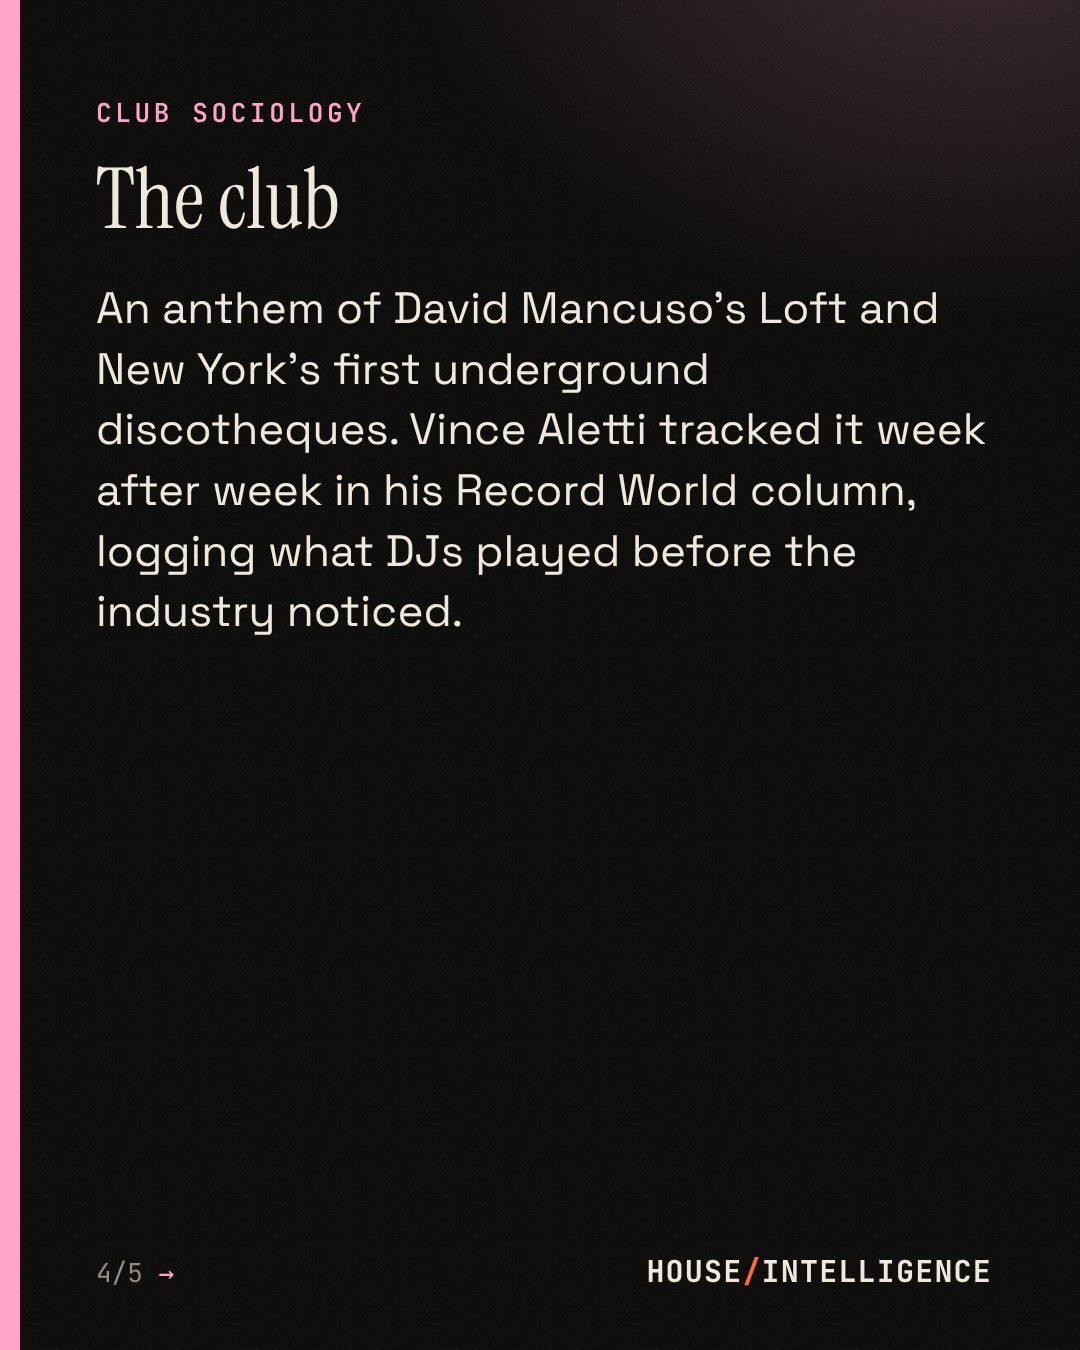 CLUB SOCIOLOGY
The club
An anthem of David Mancuso’s Loft and
New York’s first underground
discotheques. Vince Aletti tracked it week
after week in his Record World column,
logging what DJs played before the
industry noticed.
4/5 →
HOUSE/INTELLIGENCE